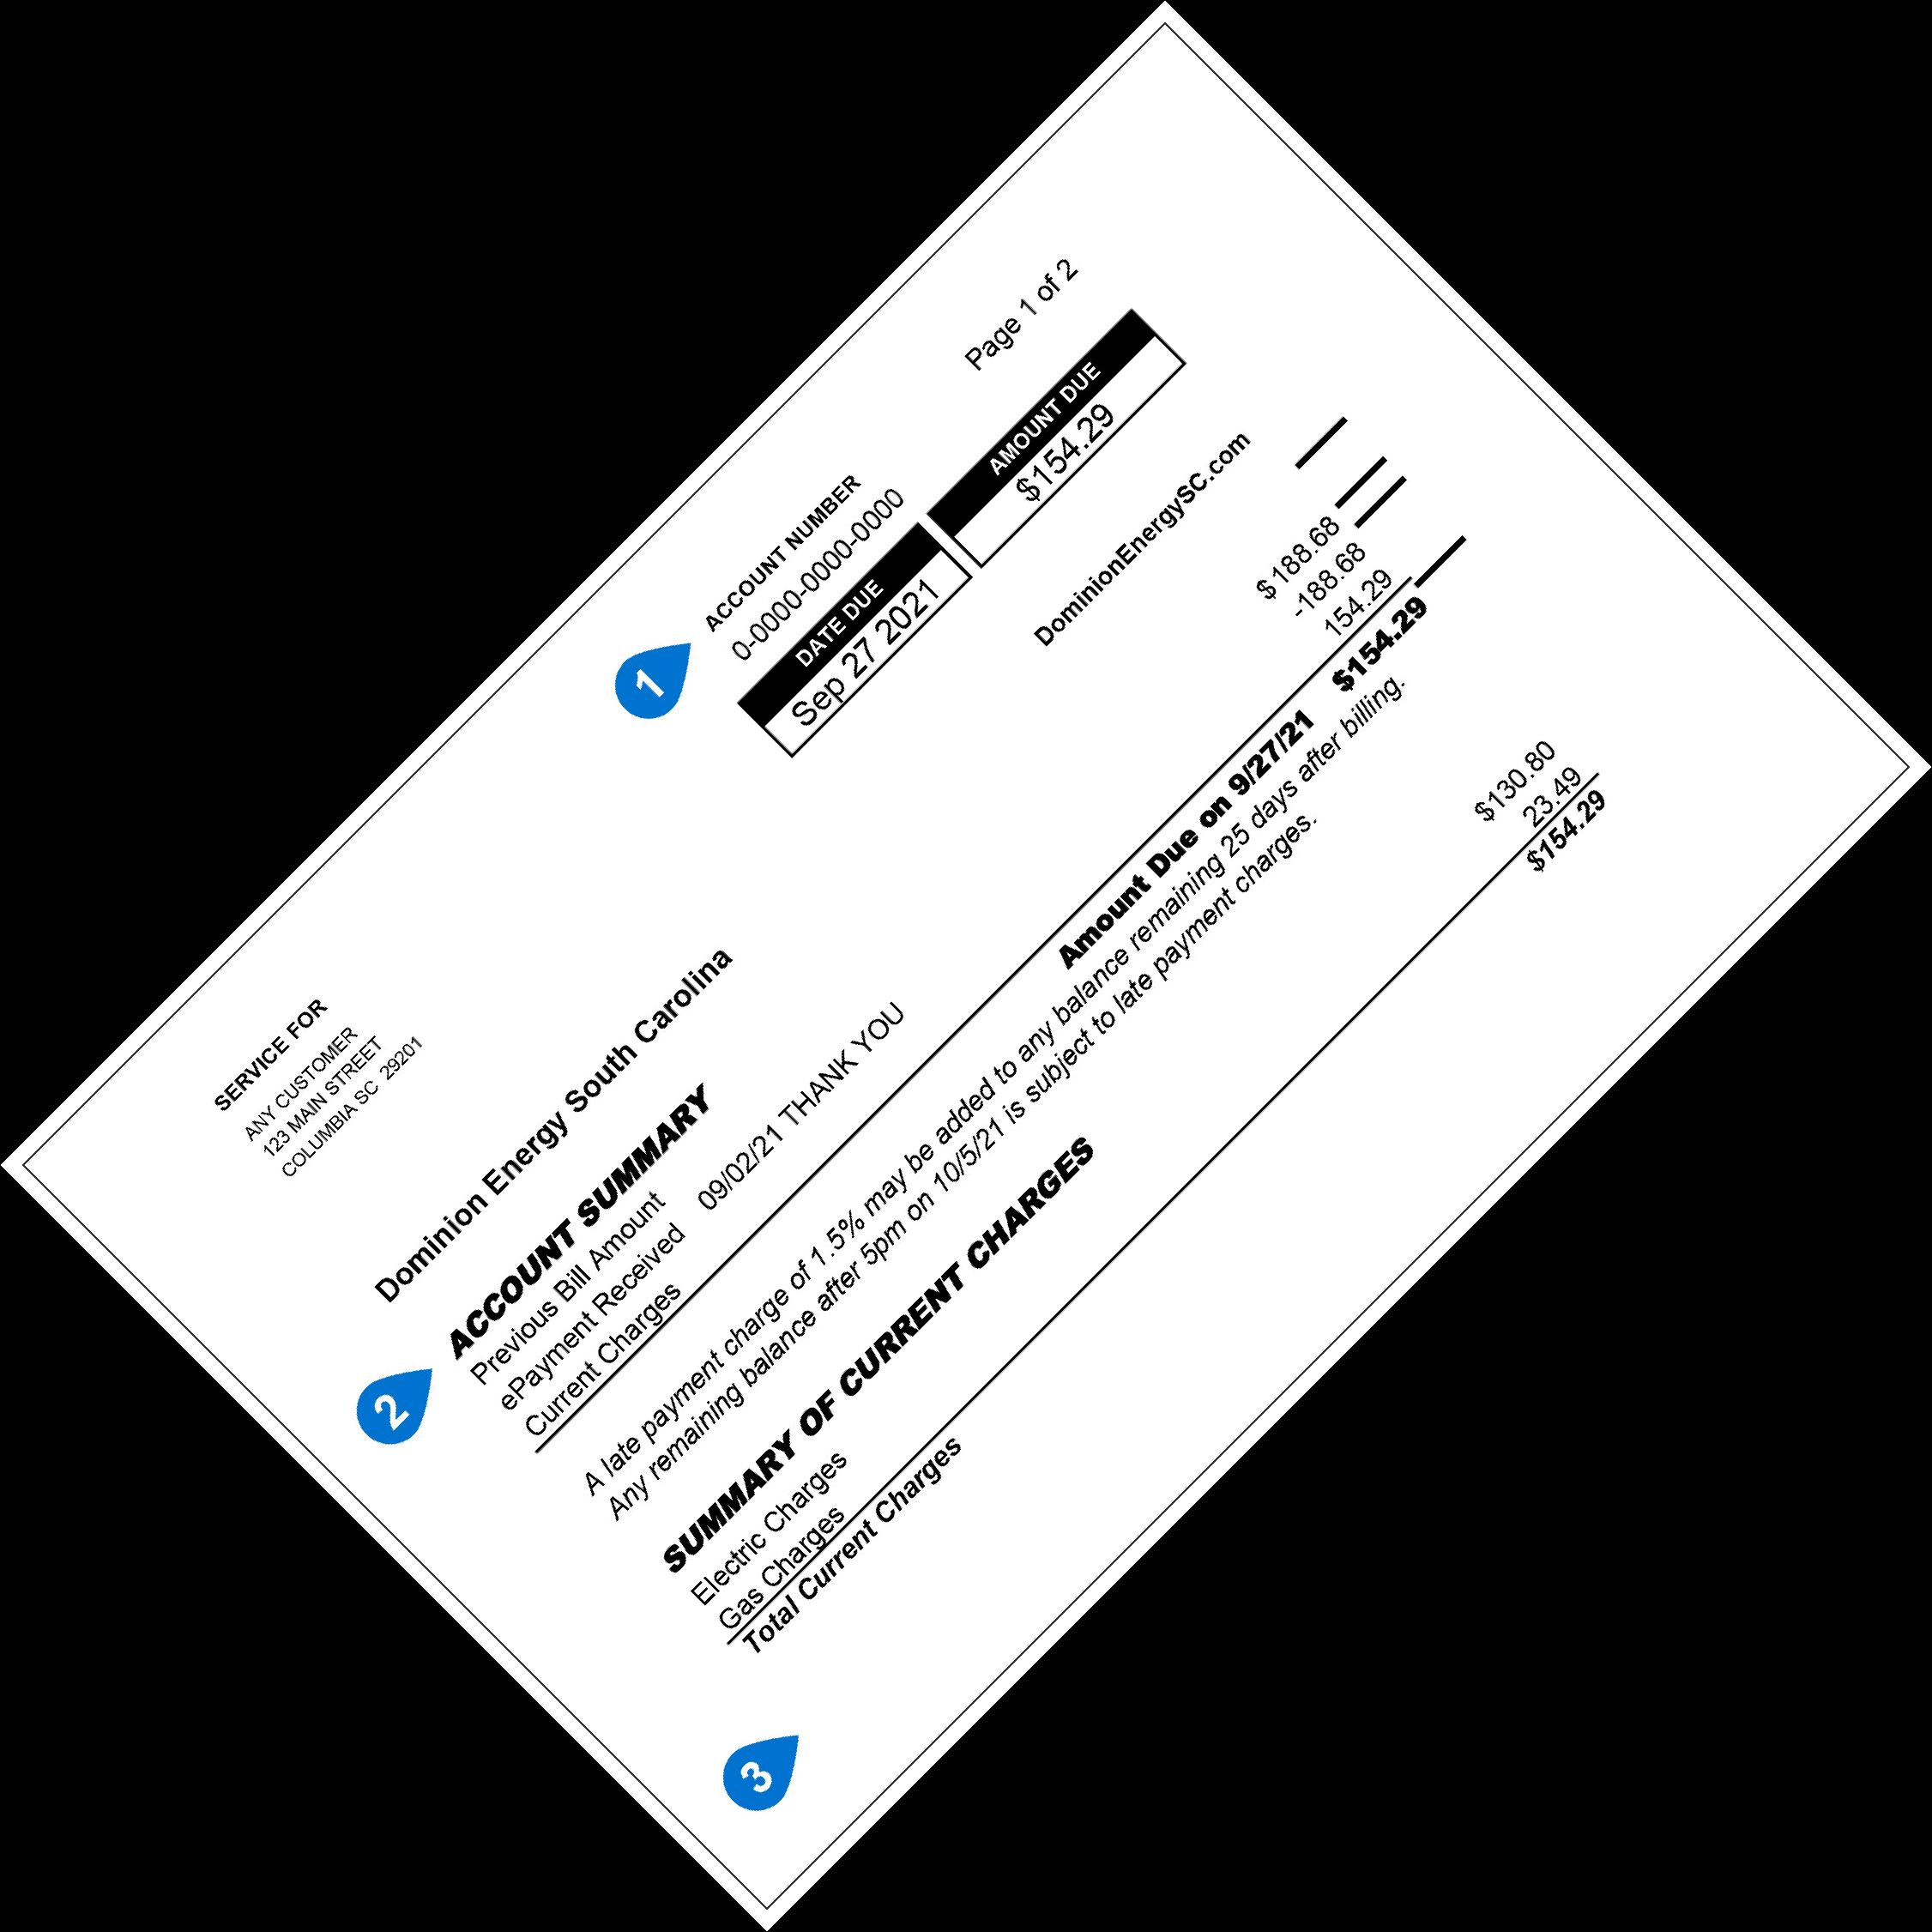 Page 1 of 2
1
SERVICE FOR
ANY CUSTOMER
123 MAIN STREET
COLUMBIA SC 29201
ACCOUNT NUMBER
0-0000-0000-0000
DATE DUE
Sep 27 2021
AMOUNT DUE
$154.29
Dominion Energy South Carolina
DominionEnergySC.com
2
ACCOUNT SUMMARY
Previous Bill Amount $188.68
ePayment Received 09/02/21 THANK YOU -188.68
Current Charges 154.29
Amount Due on 9/27/21 $154.29
A late payment charge of 1.5% may be added to any balance remaining 25 days after billing.
Any remaining balance after 5pm on 10/5/21 is subject to late payment charges.
3
SUMMARY OF CURRENT CHARGES
Electric Charges $130.80
Gas Charges 23.49
Total Current Charges $154.29